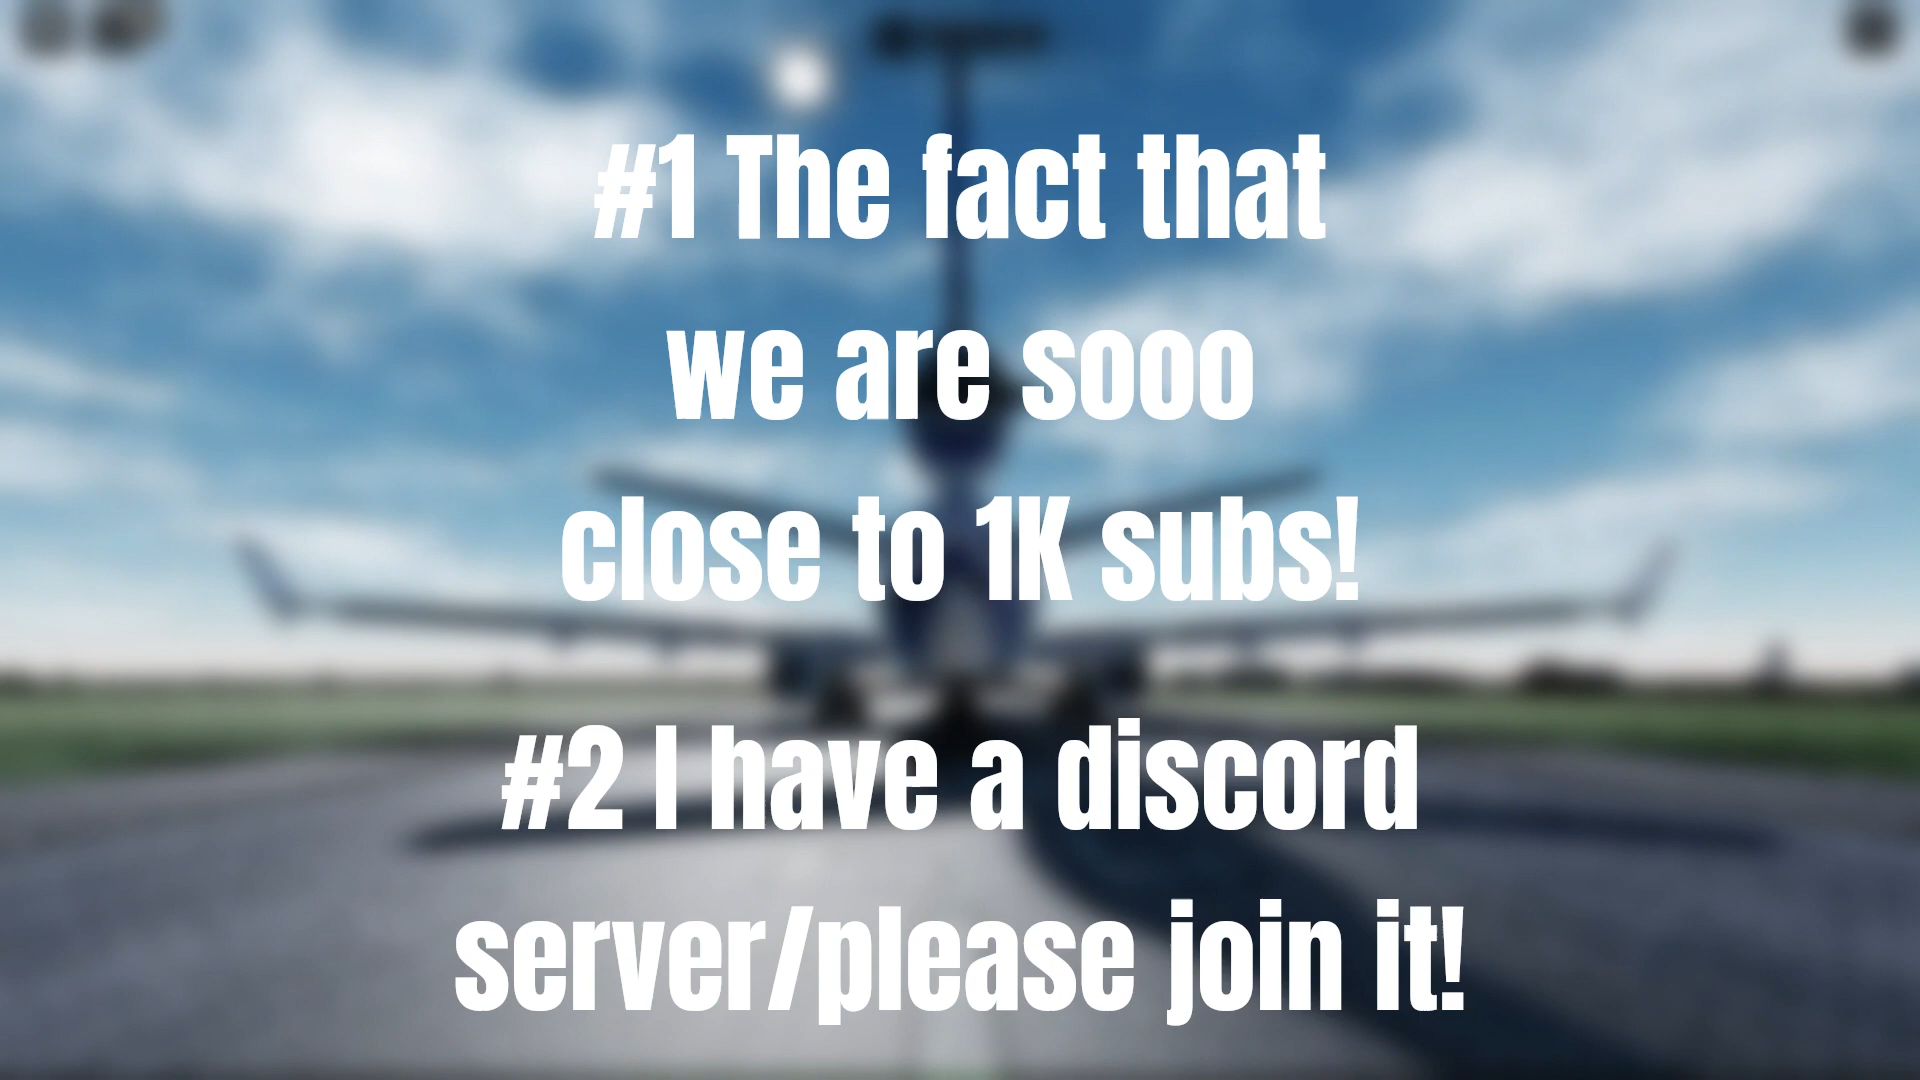 #1 The fact that
we are sooo
close to 1K subs!
#2 I have a discord
server/please join it!